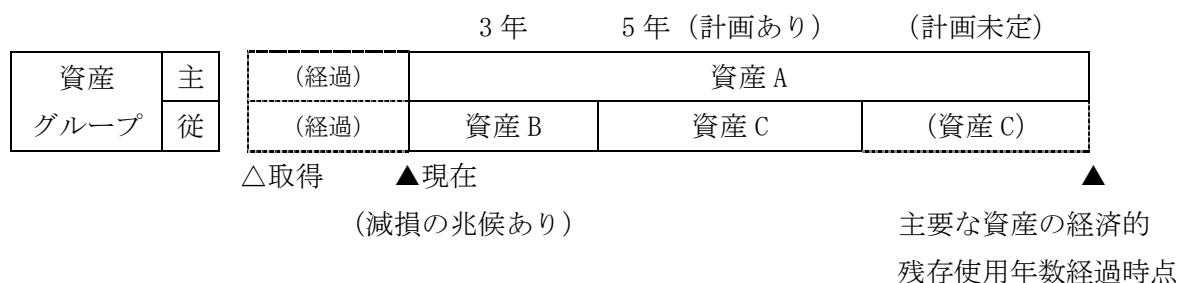 3年 5年（計画あり） （計画未定）
資産 主 （経過） 資産A
グループ 従 （経過） 資産B 資産C （資産C）
△取得 ▲現在 ▲
（減損の兆候あり） 主要な資産の経済的
残存使用年数経過時点